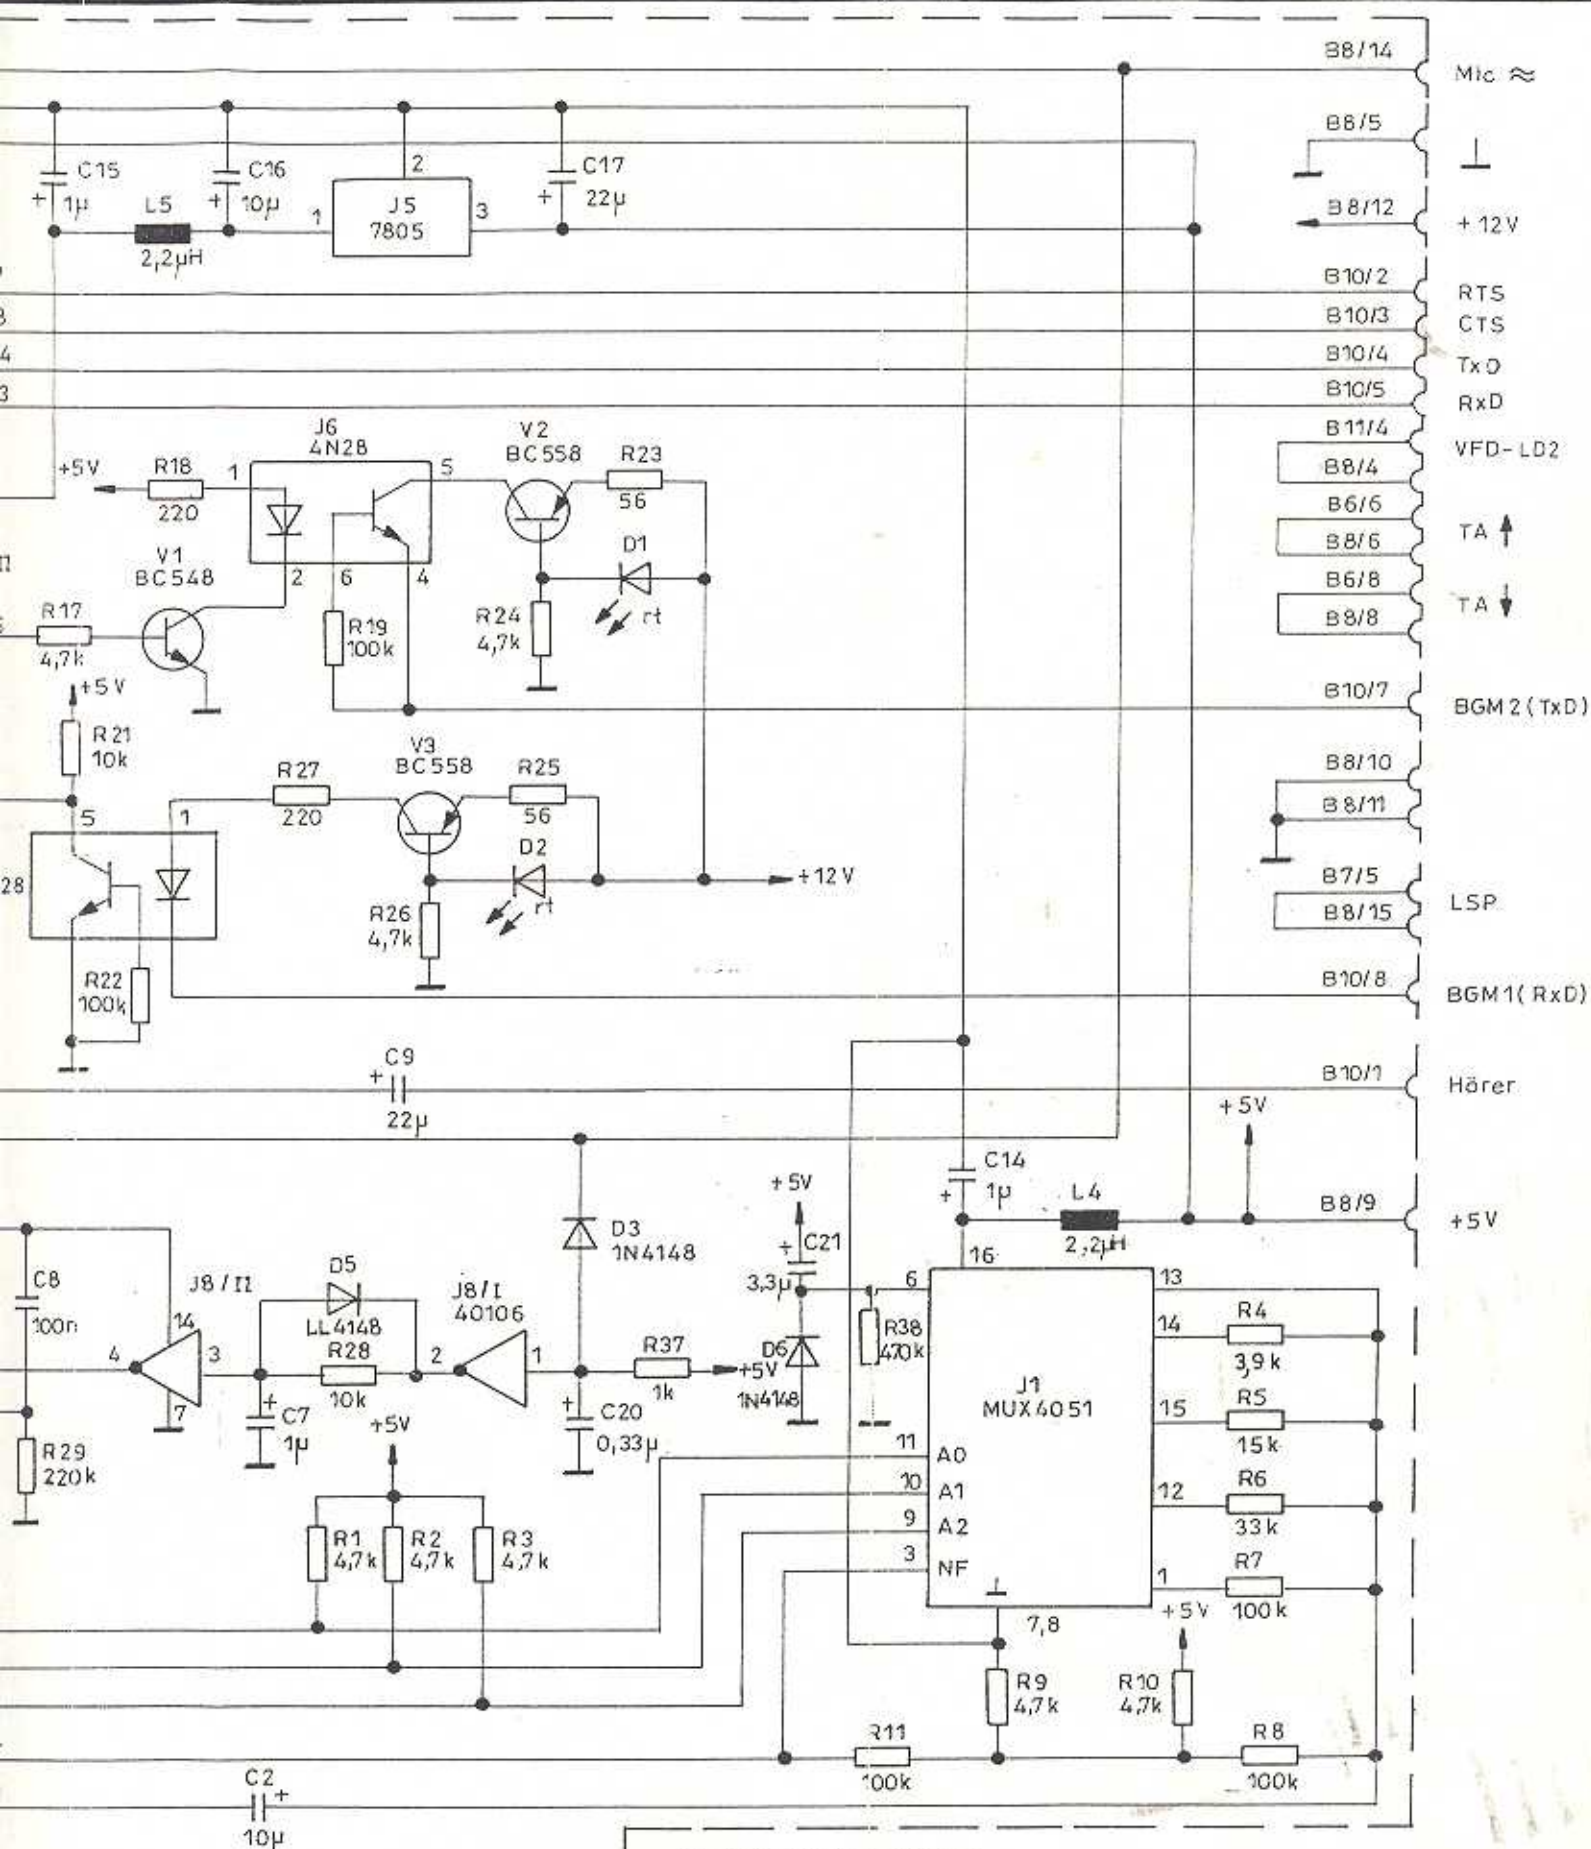 B8/14
Mic ≈
B8/5
⊥
C15
+ 1µ
L5
2,2µH
C16
+ 10µ
2
1
J5
7805
3
C17
+ 22µ
B8/12
+12V
B10/2
RTS
B10/3
CTS
4
B10/4
TxD
3
B10/5
RxD
J6
4N28
V2
BC558
R23
56
B11/4
VFD-LD2
B8/4
+5V
R18
220
1
5
B6/6
TA ↑
B8/6
V1
BC548
2
6
4
D1
rt
B6/8
TA ↓
B8/8
R17
4,7k
R19
100k
R24
4,7k
+5V
B10/7
BGM2(TxD)
R21
10k
R27
220
V3
BC558
R25
56
B8/10
B8/11
5
1
28
D2
rt
+12V
B7/5
LSP
B8/15
R26
4,7k
R22
100k
B10/8
BGM1(RxD)
C9
+
22µ
B10/1
Hörer
+5V
C14
+ 1µ
L4
2,2µH
B8/9
+5V
+5V
+ C21
3,3µ
D3
1N4148
16
C8
100n
J8/II
14
4
3
7
D5
LL4148
R28
10k
J8/I
40106
2
1
R37
1k
+5V
D6
1N4148
R38
470k
6
13
14
R4
3,9k
J1
MUX4051
15
R5
15k
+ C7
1µ
+ C20
0,33µ
+5V
R29
220k
11 A0
10 A1
9 A2
3 NF
12
R6
33k
R1
4,7k
R2
4,7k
R3
4,7k
1
R7
100k
7,8
+5V
R9
4,7k
R10
4,7k
R11
100k
R8
100k
C2
+
10µ